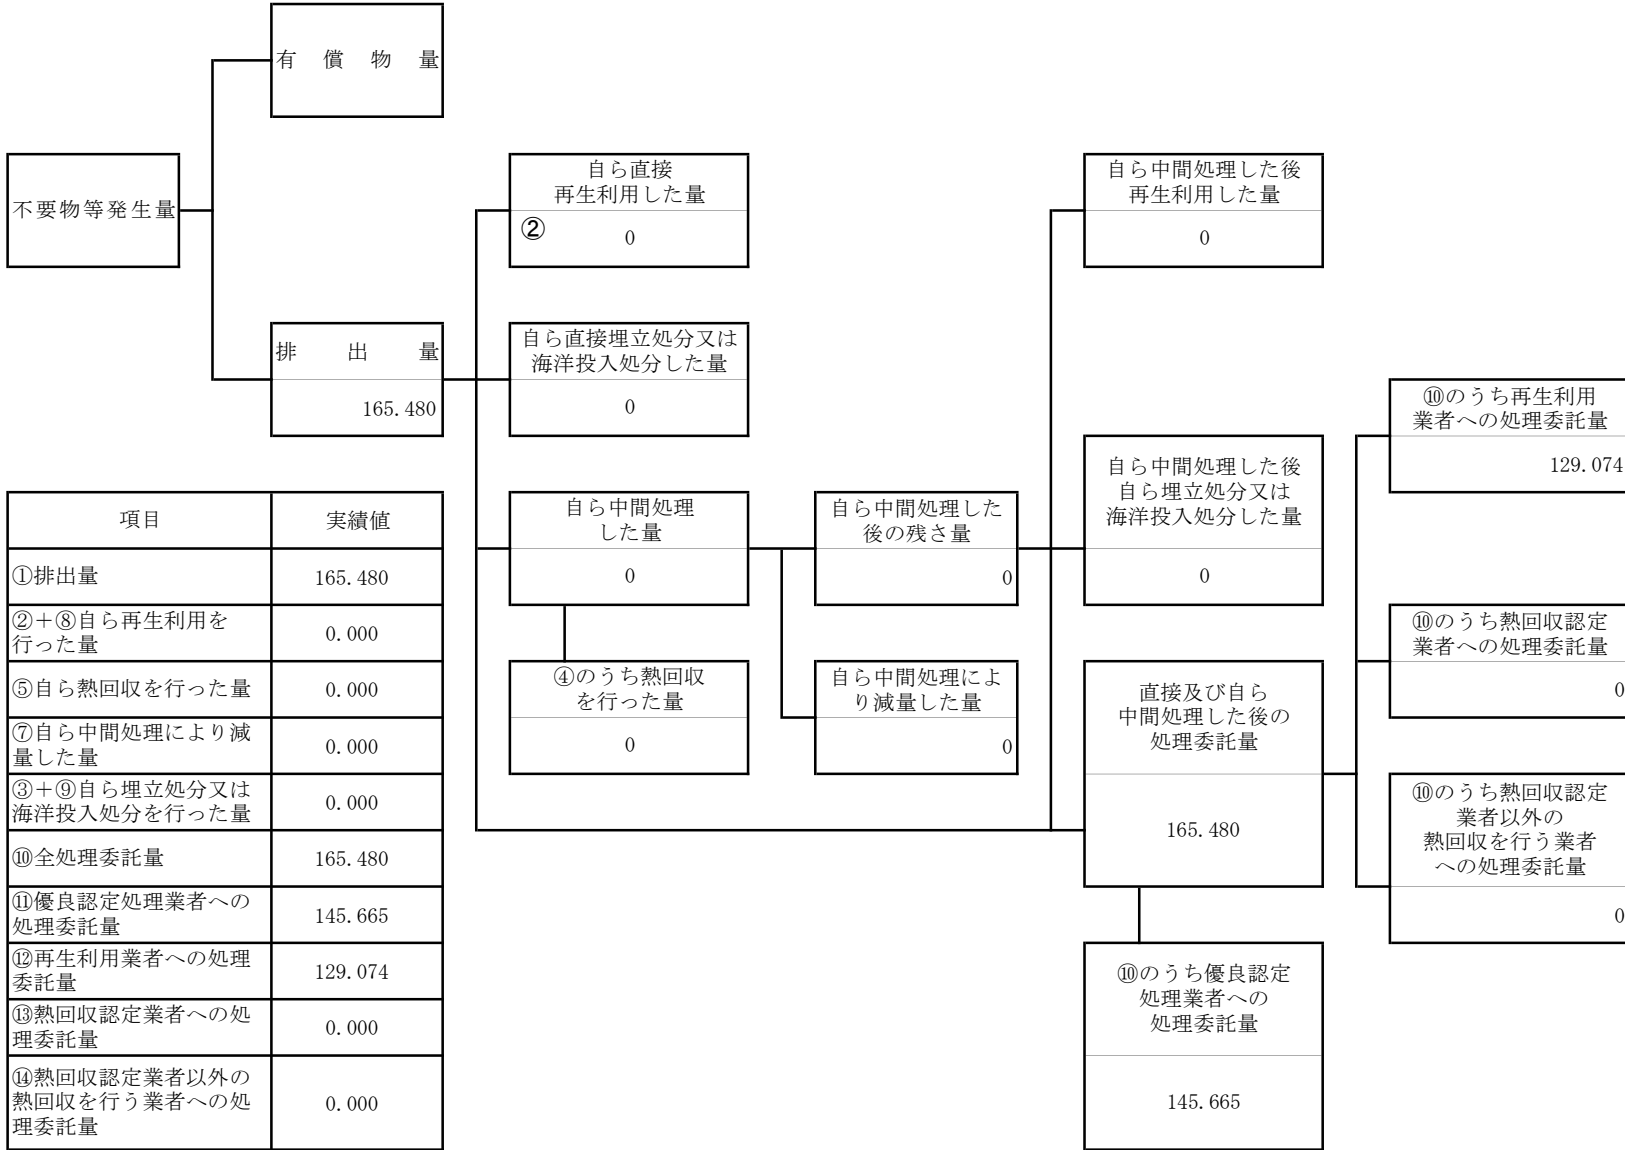 有償物量
不要物等発生量
自ら直接
再生利用した量
②
0
自ら中間処理した後
再生利用した量
0
排出量
165.480
自ら直接埋立処分又は
海洋投入処分した量
0
⑩のうち再生利用
業者への処理委託量
129.074
自ら中間処理
した量
0
自ら中間処理した
後の残さ量
0
自ら中間処理した後
自ら埋立処分又は
海洋投入処分した量
0
⑩のうち熱回収認定
業者への処理委託量
0
④のうち熱回収
を行った量
0
自ら中間処理によ
り減量した量
0
直接及び自ら
中間処理した後の
処理委託量
165.480
⑩のうち熱回収認定
業者以外の
熱回収を行う業者
への処理委託量
0
⑩のうち優良認定
処理業者への
処理委託量
145.665
項目 実績値
①排出量 165.480
②+⑧自ら再生利用を
行った量 0.000
⑤自ら熱回収を行った量 0.000
⑦自ら中間処理により減
量した量 0.000
③+⑨自ら埋立処分又は
海洋投入処分を行った量 0.000
⑩全処理委託量 165.480
⑪優良認定処理業者への
処理委託量 145.665
⑫再生利用業者への処理
委託量 129.074
⑬熱回収認定業者への処
理委託量 0.000
⑭熱回収認定業者以外の
熱回収を行う業者への処
理委託量 0.000